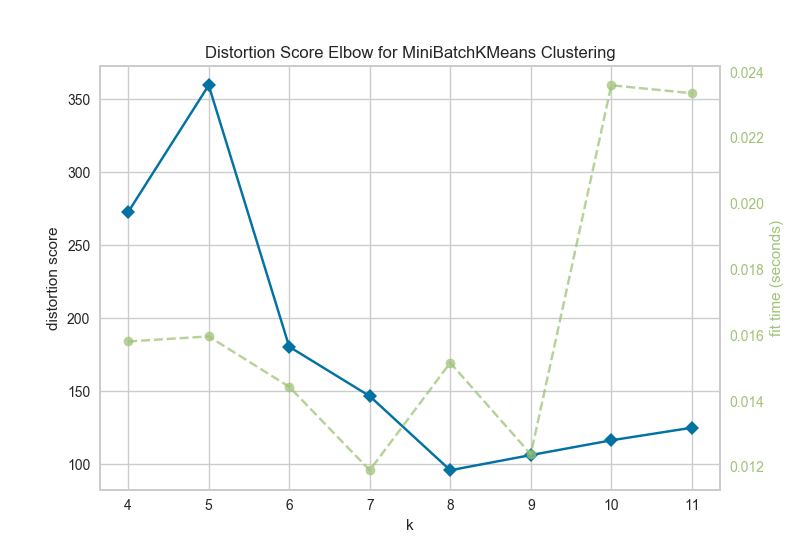 Distortion Score Elbow for MiniBatchKMeans Clustering
distortion score
350
300
250
200
150
100
4 5 6 7 8 9 10 11
k
0.024
0.022
0.020
0.018
0.016
0.014
0.012
fit time (seconds)